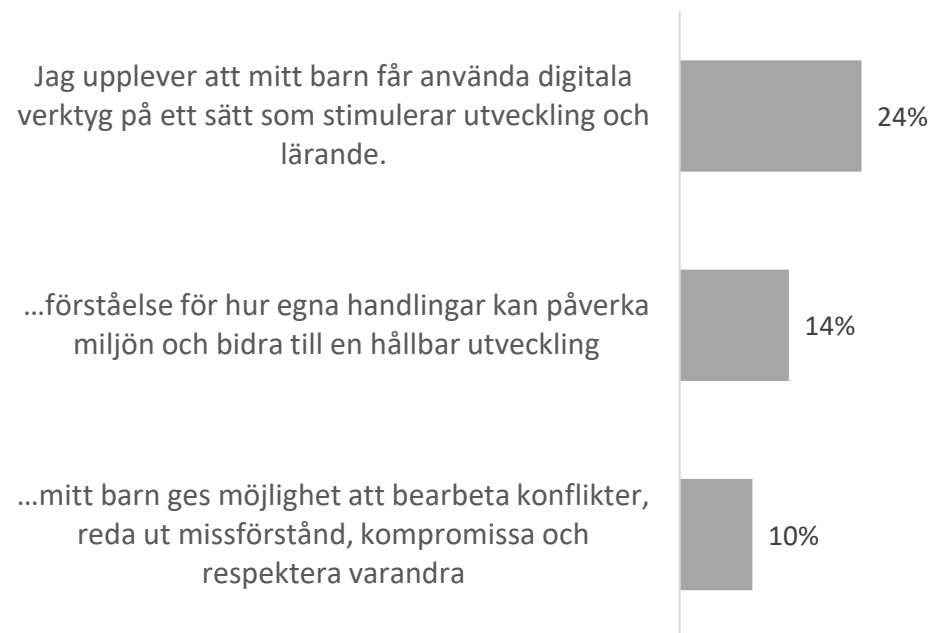 Jag upplever att mitt barn får använda digitala
verktyg på ett sätt som stimulerar utveckling och
lärande.
24%
...förståelse för hur egna handlingar kan påverka
miljön och bidra till en hållbar utveckling
14%
...mitt barn ges möjlighet att bearbeta konflikter,
reda ut missförstånd, kompromissa och
respektera varandra
10%